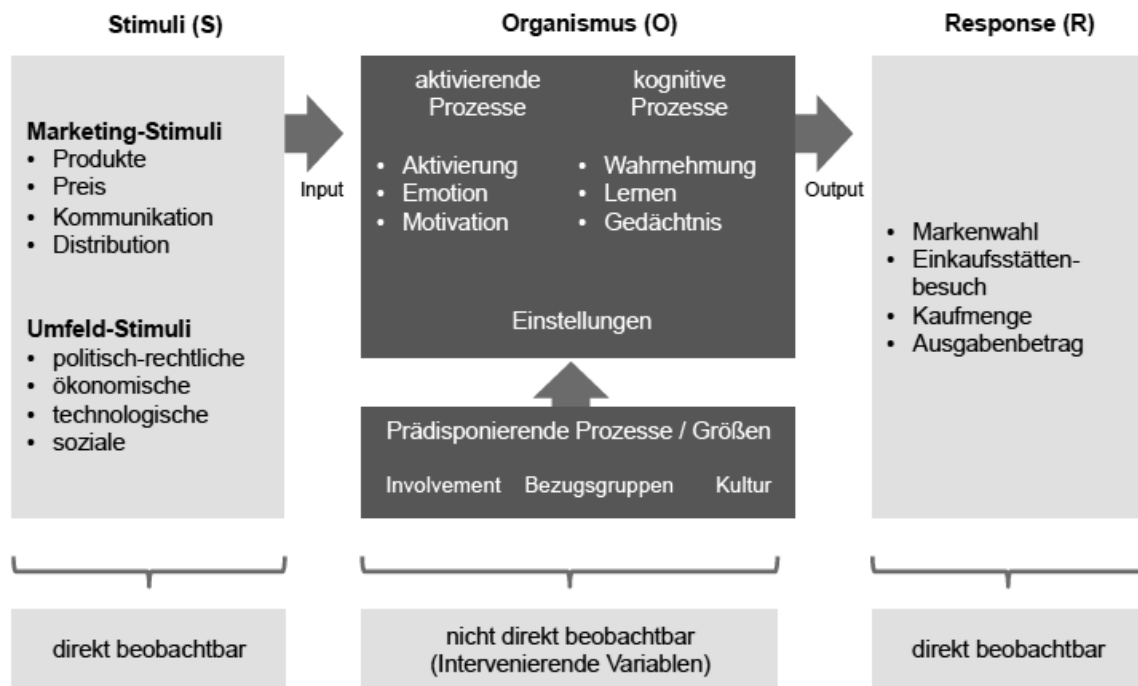 Stimuli (S)
Organismus (O)
Response (R)
Marketing-Stimuli
• Produkte
• Preis
• Kommunikation
• Distribution
Umfeld-Stimuli
• politisch-rechtliche
• ökonomische
• technologische
• soziale
Input
aktivierende
Prozesse
• Aktivierung
• Emotion
• Motivation
kognitive
Prozesse
• Wahrnehmung
• Lernen
• Gedächtnis
Einstellungen
Prädisponierende Prozesse / Größen
Involvement Bezugsgruppen Kultur
Output
• Markenwahl
• Einkaufsstätten-
besuch
• Kaufmenge
• Ausgabenbetrag
direkt beobachtbar
nicht direkt beobachtbar
(Intervenierende Variablen)
direkt beobachtbar